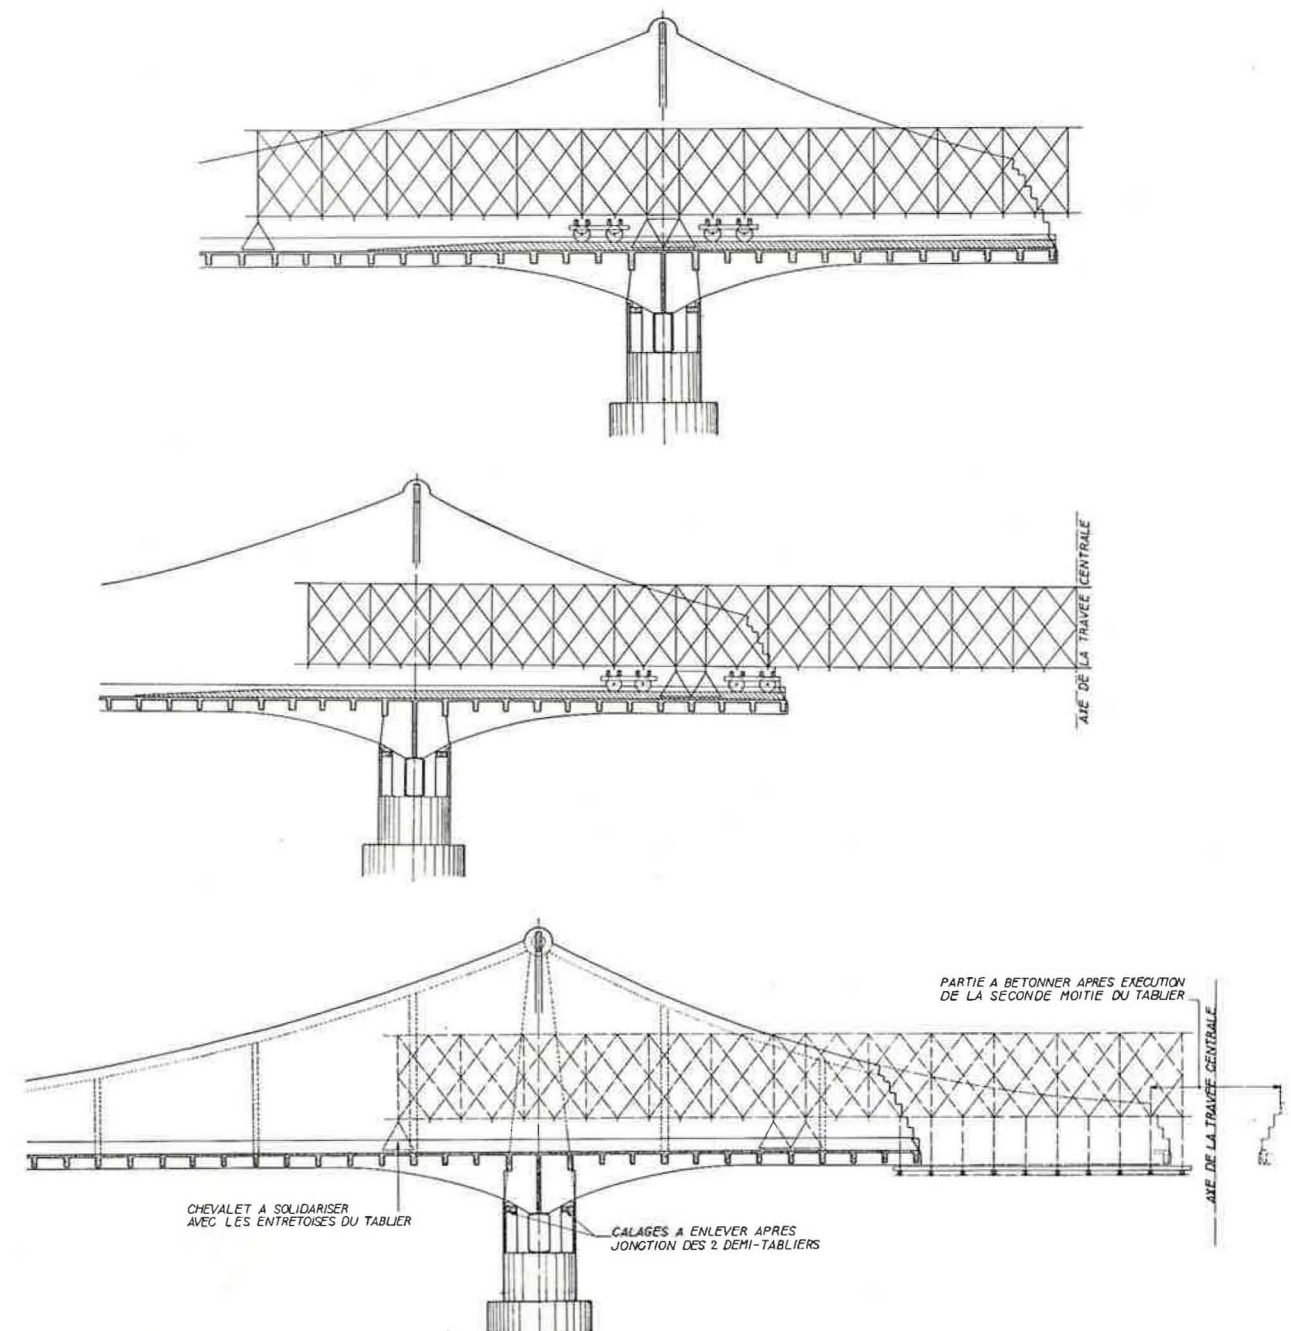 AXE DE LA TRAVEE CENTRALE
PARTIE A BETONNER APRES EXECUTION
DE LA SECONDE MOITIE DU TABLIER
AXE DE LA TRAVEE CENTRALE
CHEVALET A SOLIDARISER
AVEC LES ENTRETOISES DU TABLIER
CALAGES A ENLEVER APRES
JONCTION DES 2 DEMI-TABLIERS